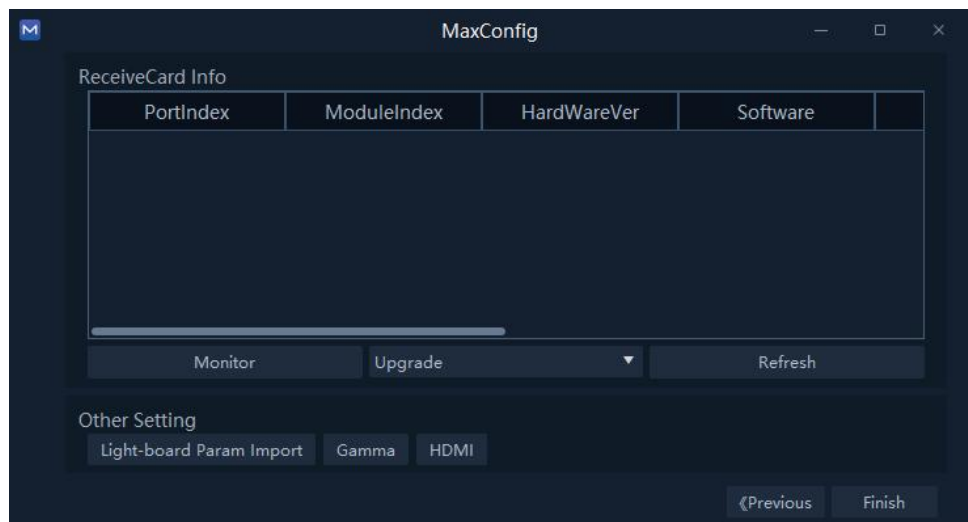 M MaxConfig
ReceiveCard Info
PortIndex ModuleIndex HardWareVer Software
Monitor Upgrade Refresh
Other Setting
Light-board Param Import Gamma HDMI
《Previous Finish